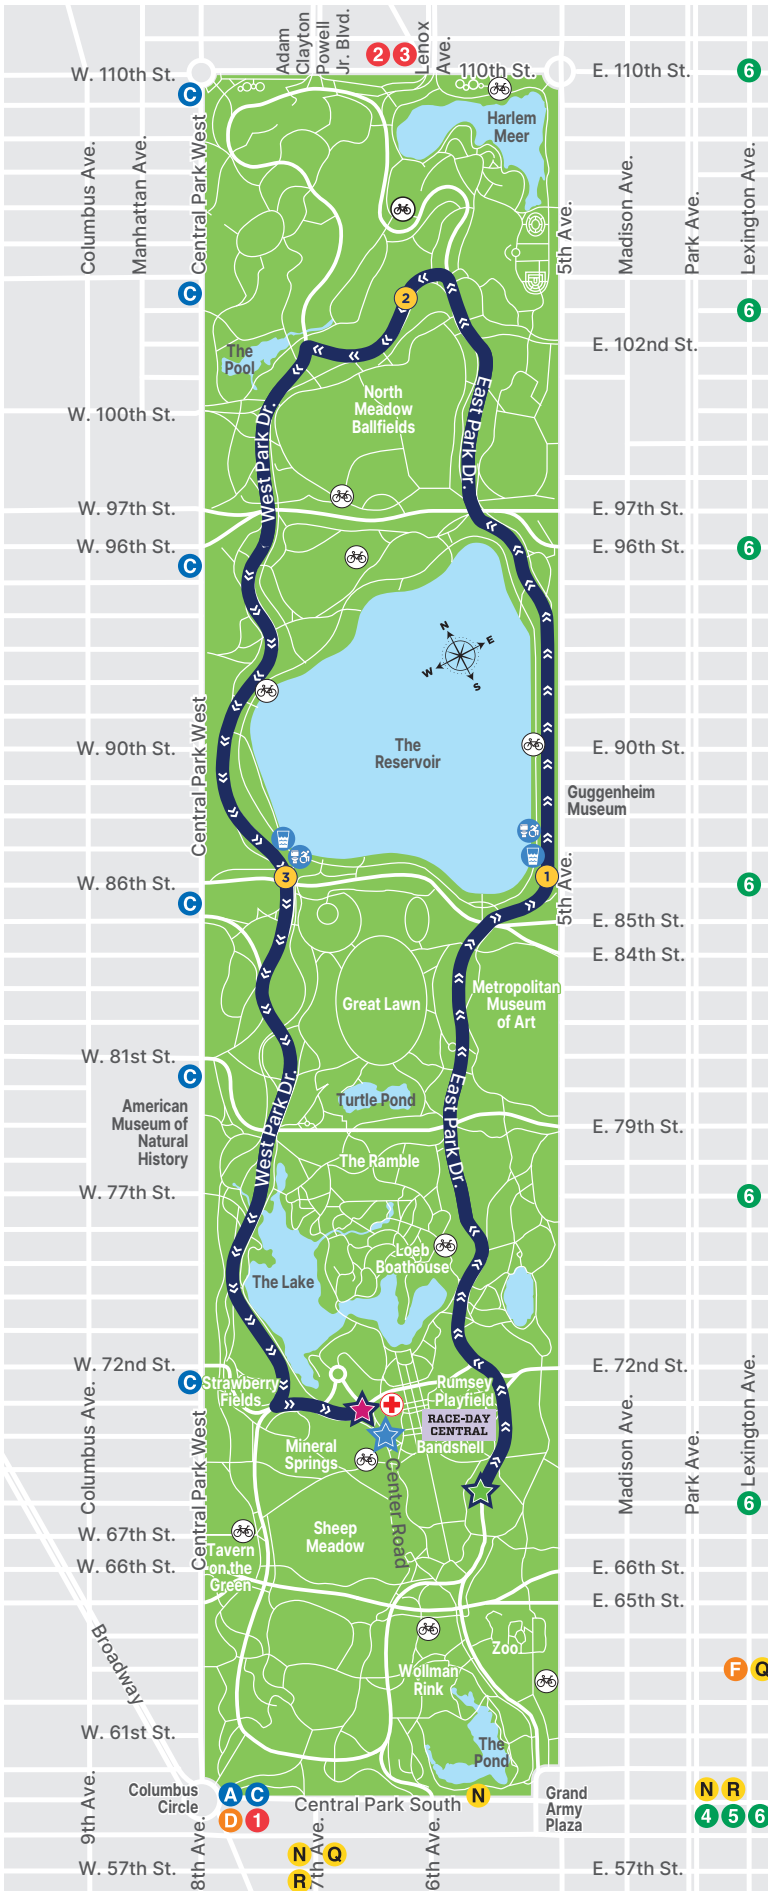 Adam
Clayton
Powell
Jr. Blvd.
2 3
Lenox
Ave.
W. 110th St.
110th St.
E. 110th St.
6
C
Harlem
Meer
Columbus Ave.
Manhattan Ave.
Central Park West
5th Ave.
Madison Ave.
Park Ave.
Lexington Ave.
C
2
6
The
Pool
E. 102nd St.
North
Meadow
Ballfields
W. 100th St.
West Park Dr.
East Park Dr.
W. 97th St.
E. 97th St.
W. 96th St.
E. 96th St.
6
C
N
E
W
S
Central Park West
W. 90th St.
The
Reservoir
E. 90th St.
Guggenheim
Museum
3
1
W. 86th St.
6
C
5th Ave.
E. 85th St.
E. 84th St.
Great Lawn
Metropolitan
Museum
of Art
W. 81st St.
C
West Park Dr.
East Park Dr.
American
Museum of
Natural
History
Turtle Pond
E. 79th St.
The Ramble
W. 77th St.
6
Loeb
Boathouse
The Lake
W. 72nd St.
E. 72nd St.
C
Strawberry
Fields
Rumsey
Playfield
RACE-DAY
CENTRAL
Bandshell
Mineral
Springs
Center Road
Columbus Ave.
Central Park West
Madison Ave.
Park Ave.
Lexington Ave.
6
W. 67th St.
Sheep
Meadow
Tavern
on the
Green
W. 66th St.
E. 66th St.
E. 65th St.
Broadway
Zoo
F Q
Wollman
Rink
W. 61st St.
The
Pond
Columbus
Circle
A C
D 1
Central Park South
N
Grand
Army
Plaza
N R
4 5 6
9th Ave.
8th Ave.
7th Ave.
6th Ave.
N Q
R
W. 57th St.
E. 57th St.